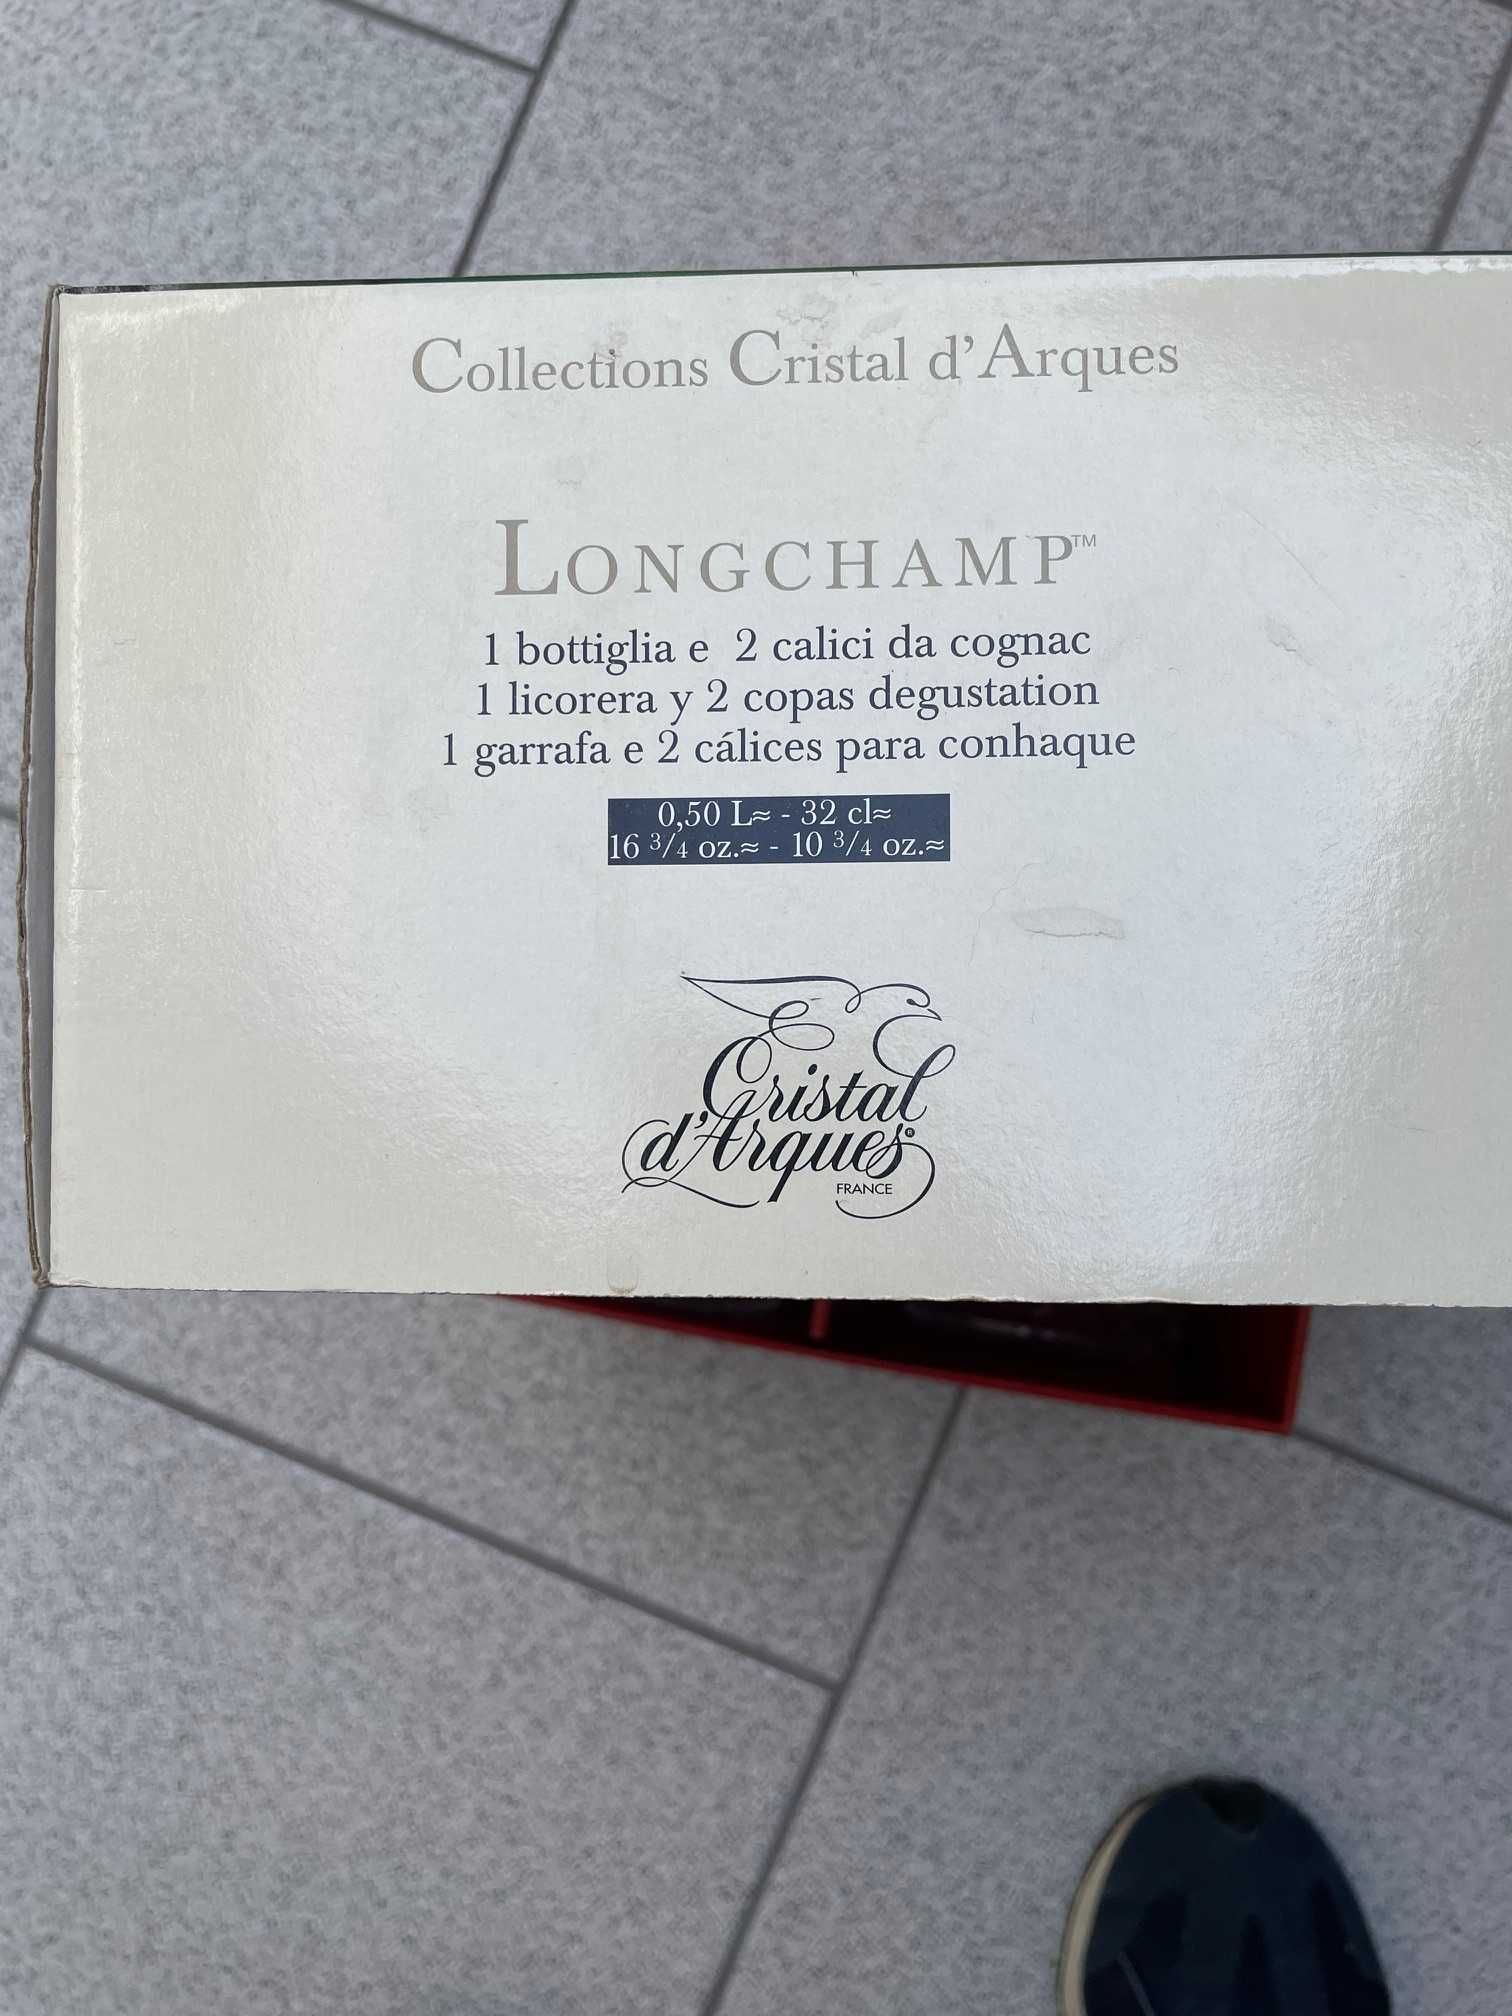 Collections Cristal d'Arques
LONGCHAMP™
1 bottiglia e 2 calici da cognac
1 licorera y 2 copas degustation
1 garrafa e 2 cálices para conhaque
0,50 L≈ - 32 cl≈
16 3/4 oz.≈ - 10 3/4 oz.≈
Cristal
d'Arques®
FRANCE